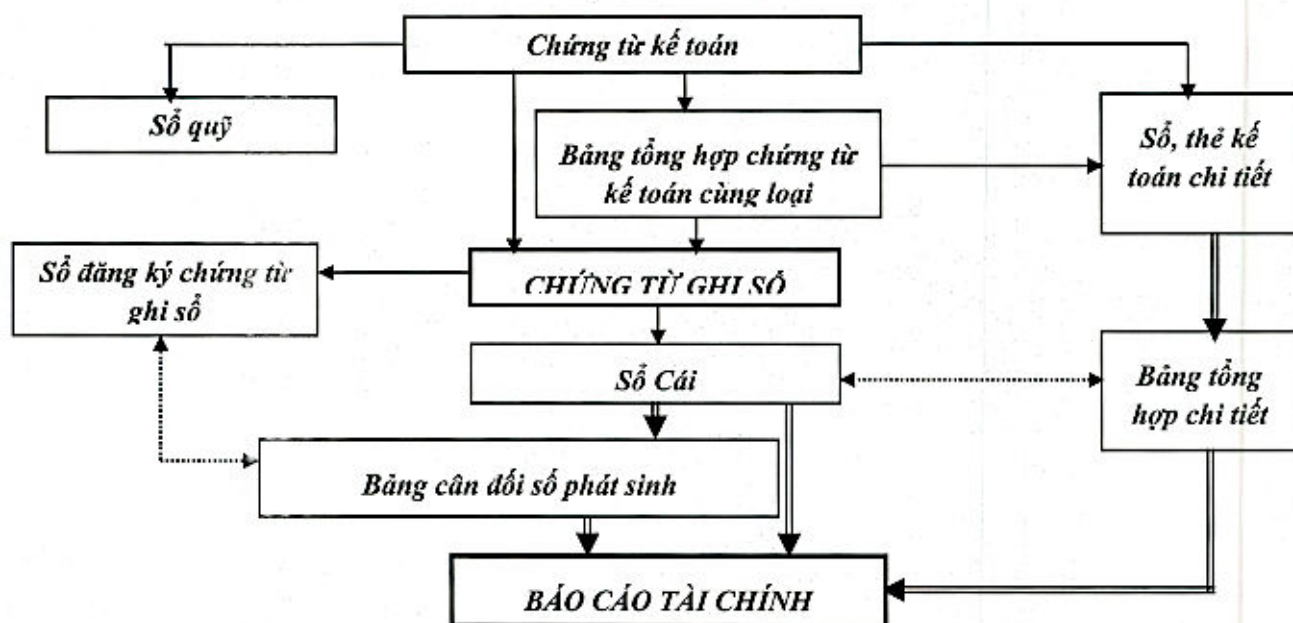 Chứng từ kế toán
Sổ quỹ
Bảng tổng hợp chứng từ
kế toán cùng loại
Sổ, thẻ kế
toán chi tiết
Sổ đăng ký chứng từ
ghi sổ
CHỨNG TỪ GHI SỔ
Sổ Cái
Bảng tổng
hợp chi tiết
Bảng cân đối số phát sinh
BÁO CÁO TÀI CHÍNH